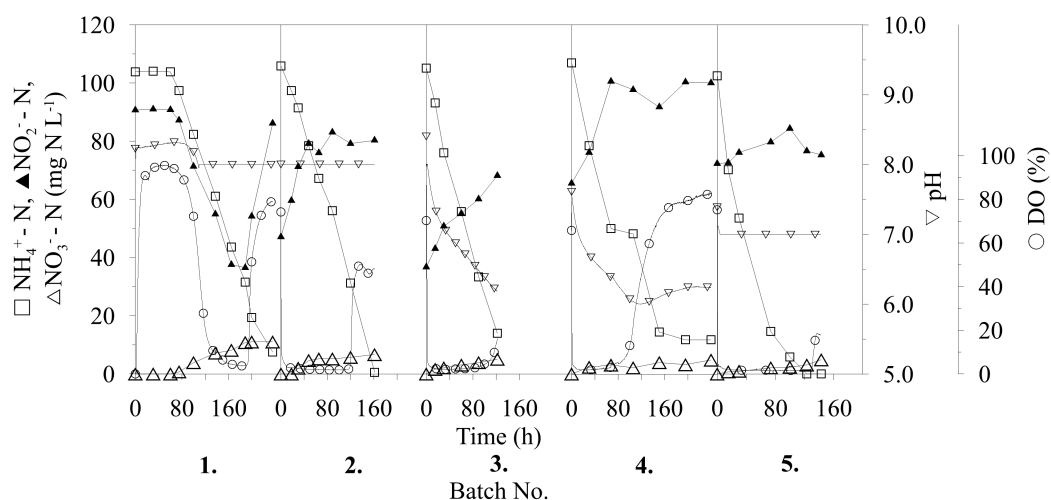 120 100 80 60 40 20 0
□ NH₄⁺ - N, ▲NO₂⁻ - N,
△NO₃⁻ - N (mg N L⁻¹)
10.0 9.0 8.0 7.0 6.0 5.0
▽ pH
100 80 60 40 20 0
○ DO (%)
0 80 160 0 80 160 0 80 160 0 80 160 0 80 160
Time (h)
1. 2. 3. 4. 5.
Batch No.